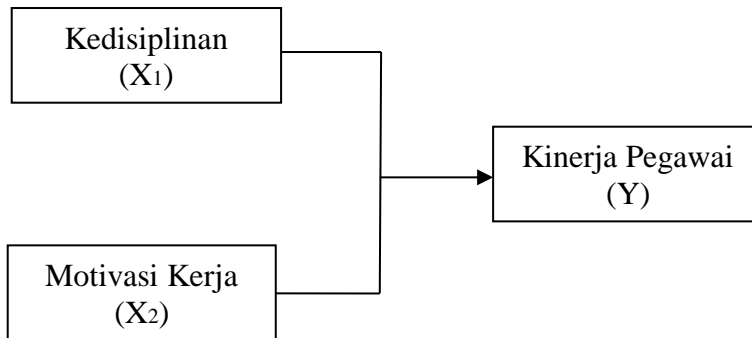 Kedisiplinan
(X1)
Kinerja Pegawai
(Y)
Motivasi Kerja
(X2)